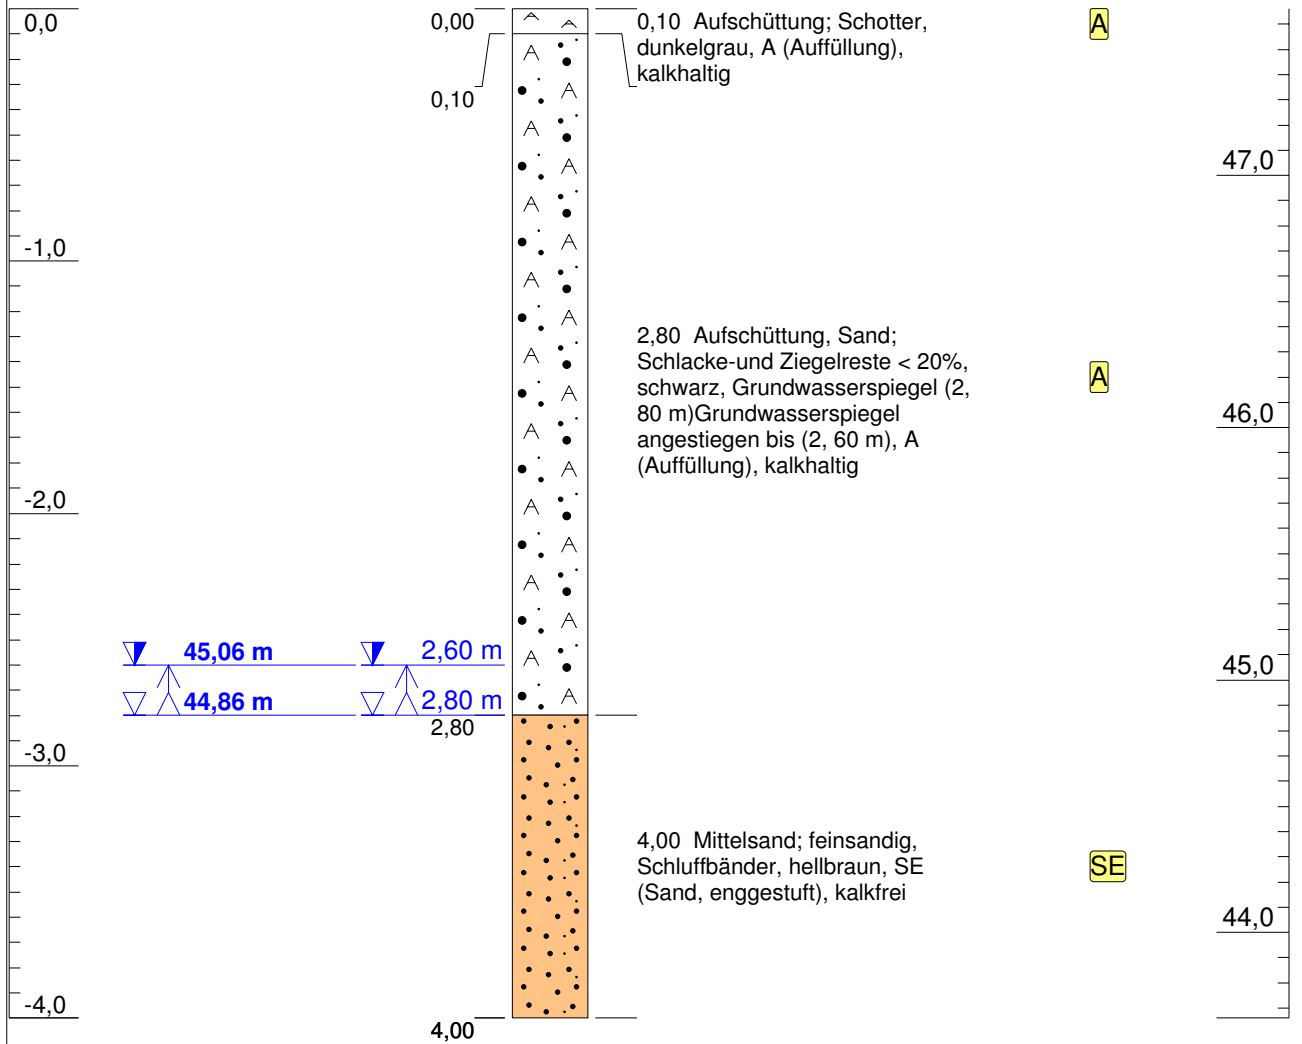 0,0
0,00
0,10 Aufschüttung; Schotter,
dunkelgrau, A (Auffüllung),
kalkhaltig
A
0,10
47,0
-1,0
2,80 Aufschüttung, Sand;
Schlacke-und Ziegelreste < 20%,
schwarz, Grundwasserspiegel (2,
80 m)Grundwasserspiegel
angestiegen bis (2, 60 m), A
(Auffüllung), kalkhaltig
A
46,0
-2,0
45,06 m
2,60 m
45,0
44,86 m
2,80 m
2,80
-3,0
4,00 Mittelsand; feinsandig,
Schluffbänder, hellbraun, SE
(Sand, enggestuft), kalkfrei
SE
44,0
-4,0
4,00